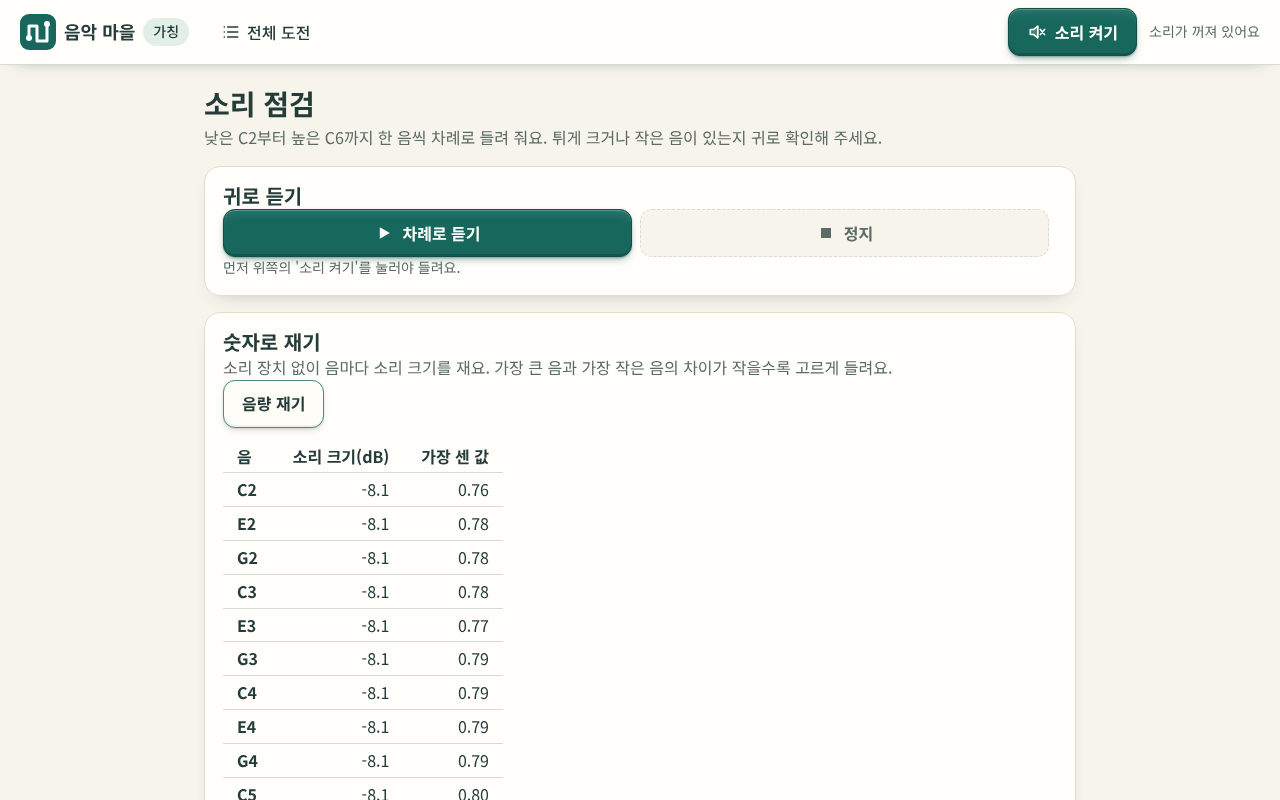 음악 마을 가칭 전체 도전 소리 켜기 소리가 꺼져 있어요
소리 점검
낮은 C2부터 높은 C6까지 한 음씩 차례로 들려 줘요. 튀게 크거나 작은 음이 있는지 귀로 확인해 주세요.
귀로 듣기
차례로 듣기 정지
먼저 위쪽의 '소리 켜기'를 눌러야 들려요.
숫자로 재기
소리 장치 없이 음마다 소리 크기를 재요. 가장 큰 음과 가장 작은 음의 차이가 작을수록 고르게 들려요.
음량 재기
음 소리 크기(dB) 가장 센 값
C2 -8.1 0.76
E2 -8.1 0.78
G2 -8.1 0.78
C3 -8.1 0.78
E3 -8.1 0.77
G3 -8.1 0.79
C4 -8.1 0.79
E4 -8.1 0.79
G4 -8.1 0.79
C5 -8.1 0.80